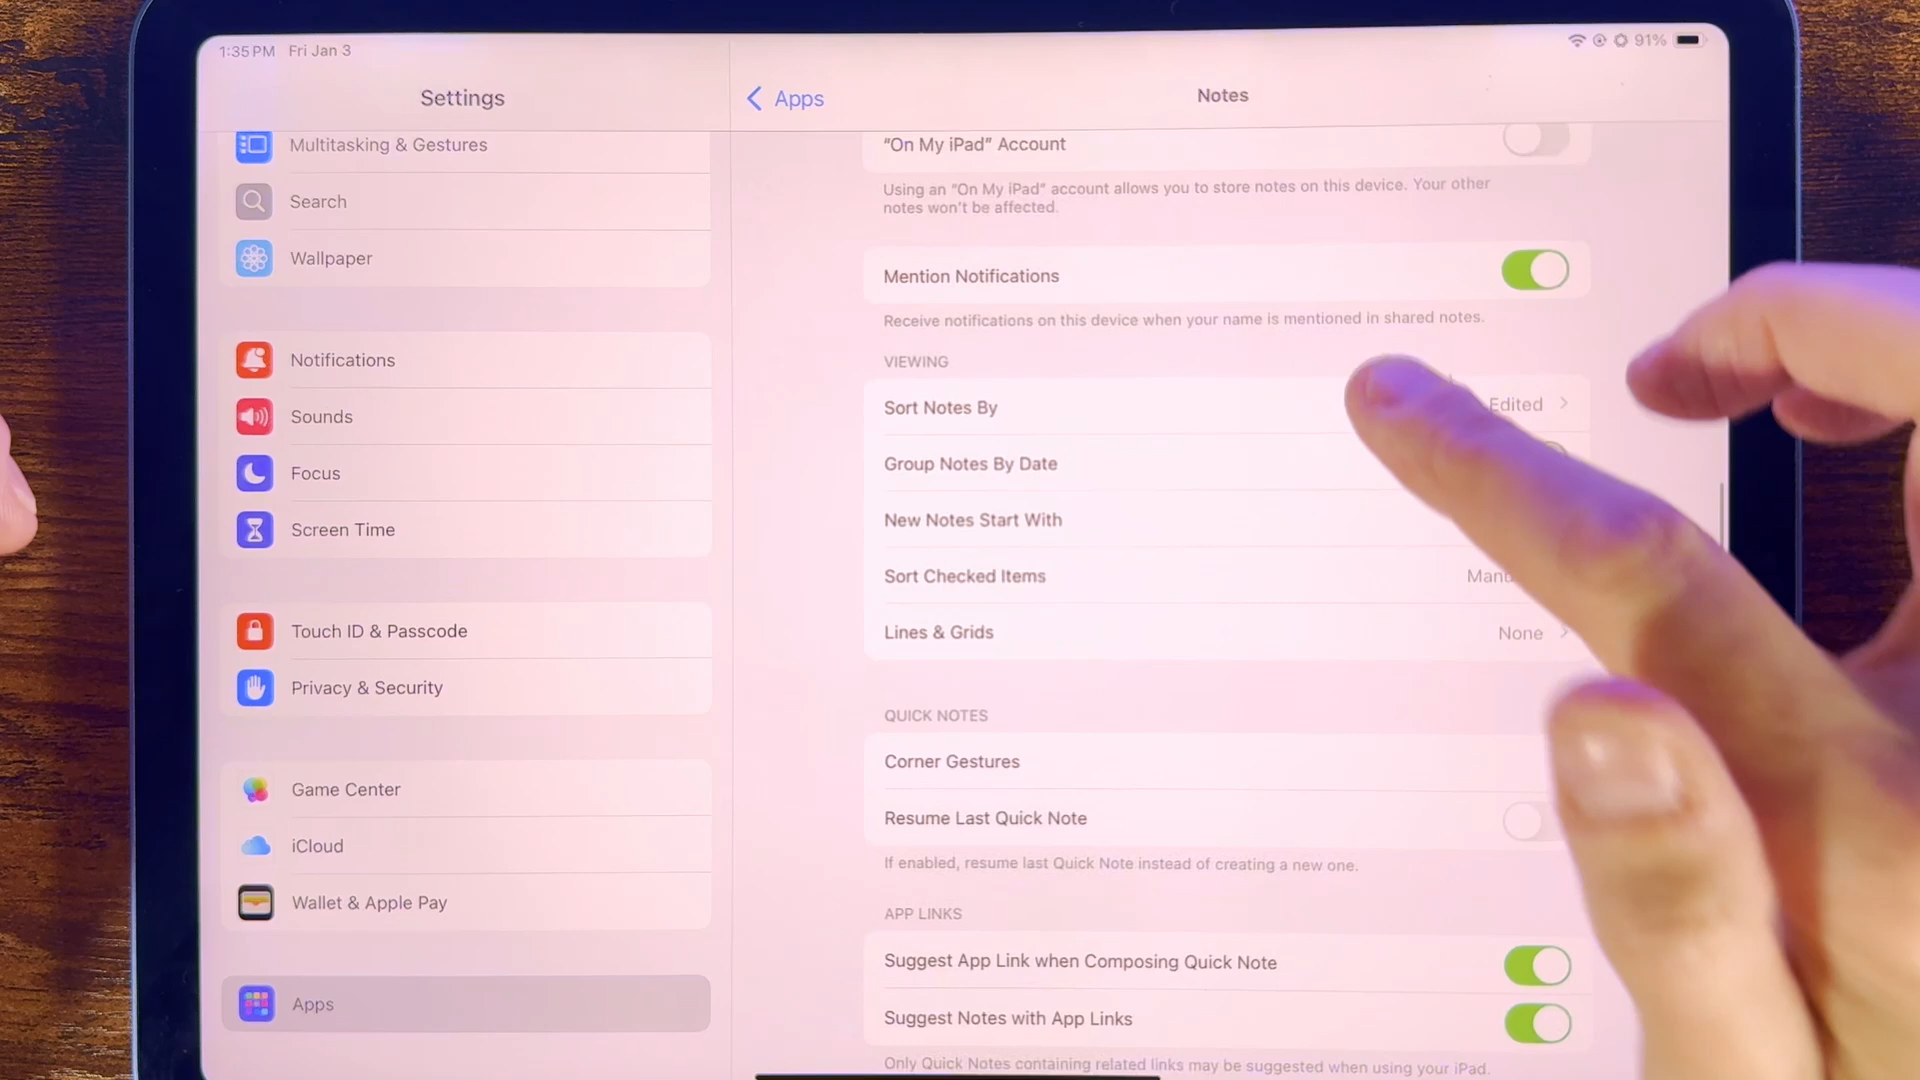 1:35 PM Fri Jan 3
91%
Settings
Multitasking & Gestures
Search
Wallpaper
Notifications
Sounds
Focus
Screen Time
Touch ID & Passcode
Privacy & Security
Game Center
iCloud
Wallet & Apple Pay
Apps
Apps
Notes
“On My iPad” Account
Using an “On My iPad” account allows you to store notes on this device. Your other
notes won't be affected.
Mention Notifications
Receive notifications on this device when your name is mentioned in shared notes.
VIEWING
Sort Notes By Edited
Group Notes By Date
New Notes Start With
Sort Checked Items
Lines & Grids None
QUICK NOTES
Corner Gestures
Resume Last Quick Note
If enabled, resume last Quick Note instead of creating a new one.
APP LINKS
Suggest App Link when Composing Quick Note
Suggest Notes with App Links
Only Quick Notes containing related links may be suggested when using your iPad.